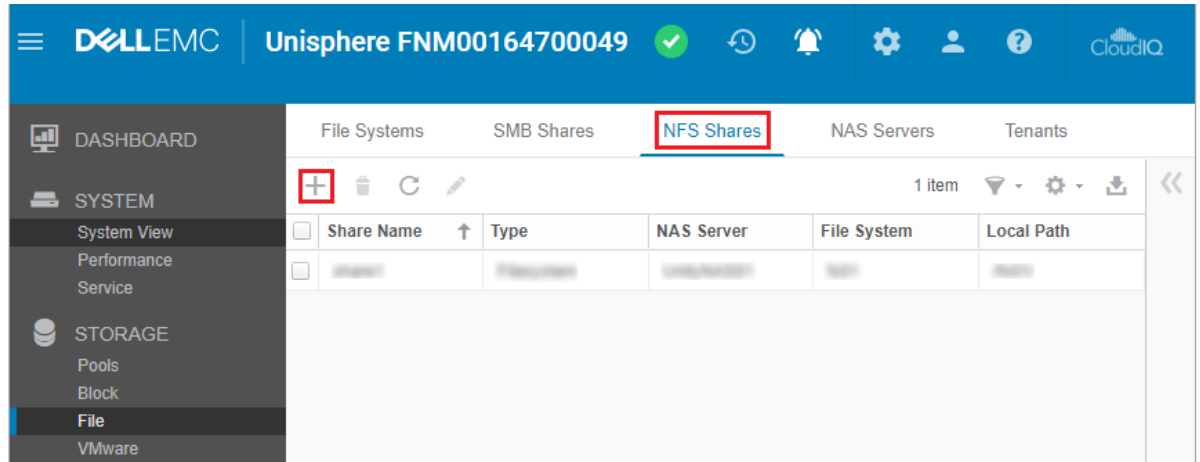 DELLEMC Unisphere FNM00164700049 CloudIQ
DASHBOARD
SYSTEM
System View
Performance
Service
STORAGE
Pools
Block
File
VMware
File Systems SMB Shares NFS Shares NAS Servers Tenants
1 item
Share Name Type NAS Server File System Local Path